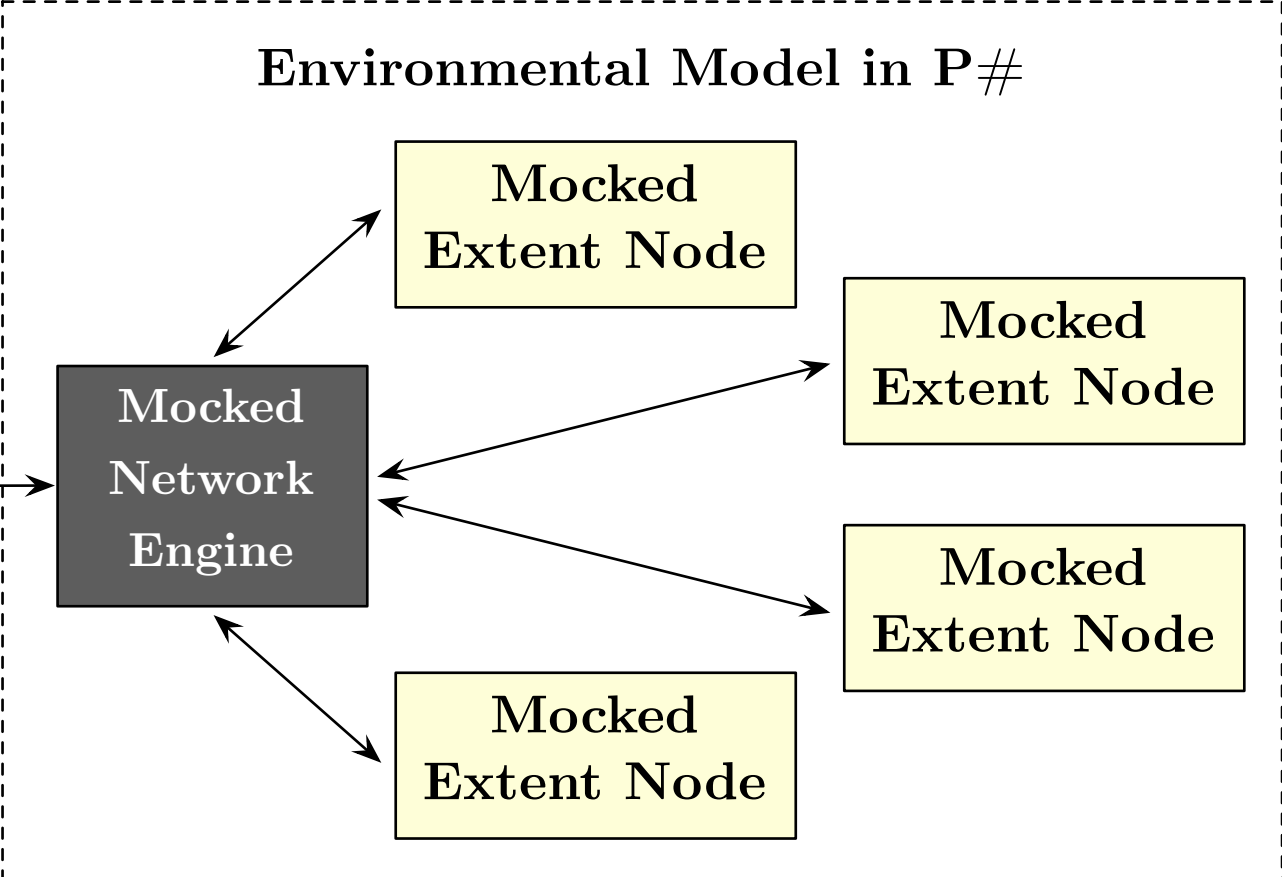 Environmental Model in P#
Mocked
Extent Node
Mocked
Extent Node
Mocked
Network
Engine
Mocked
Extent Node
Mocked
Extent Node